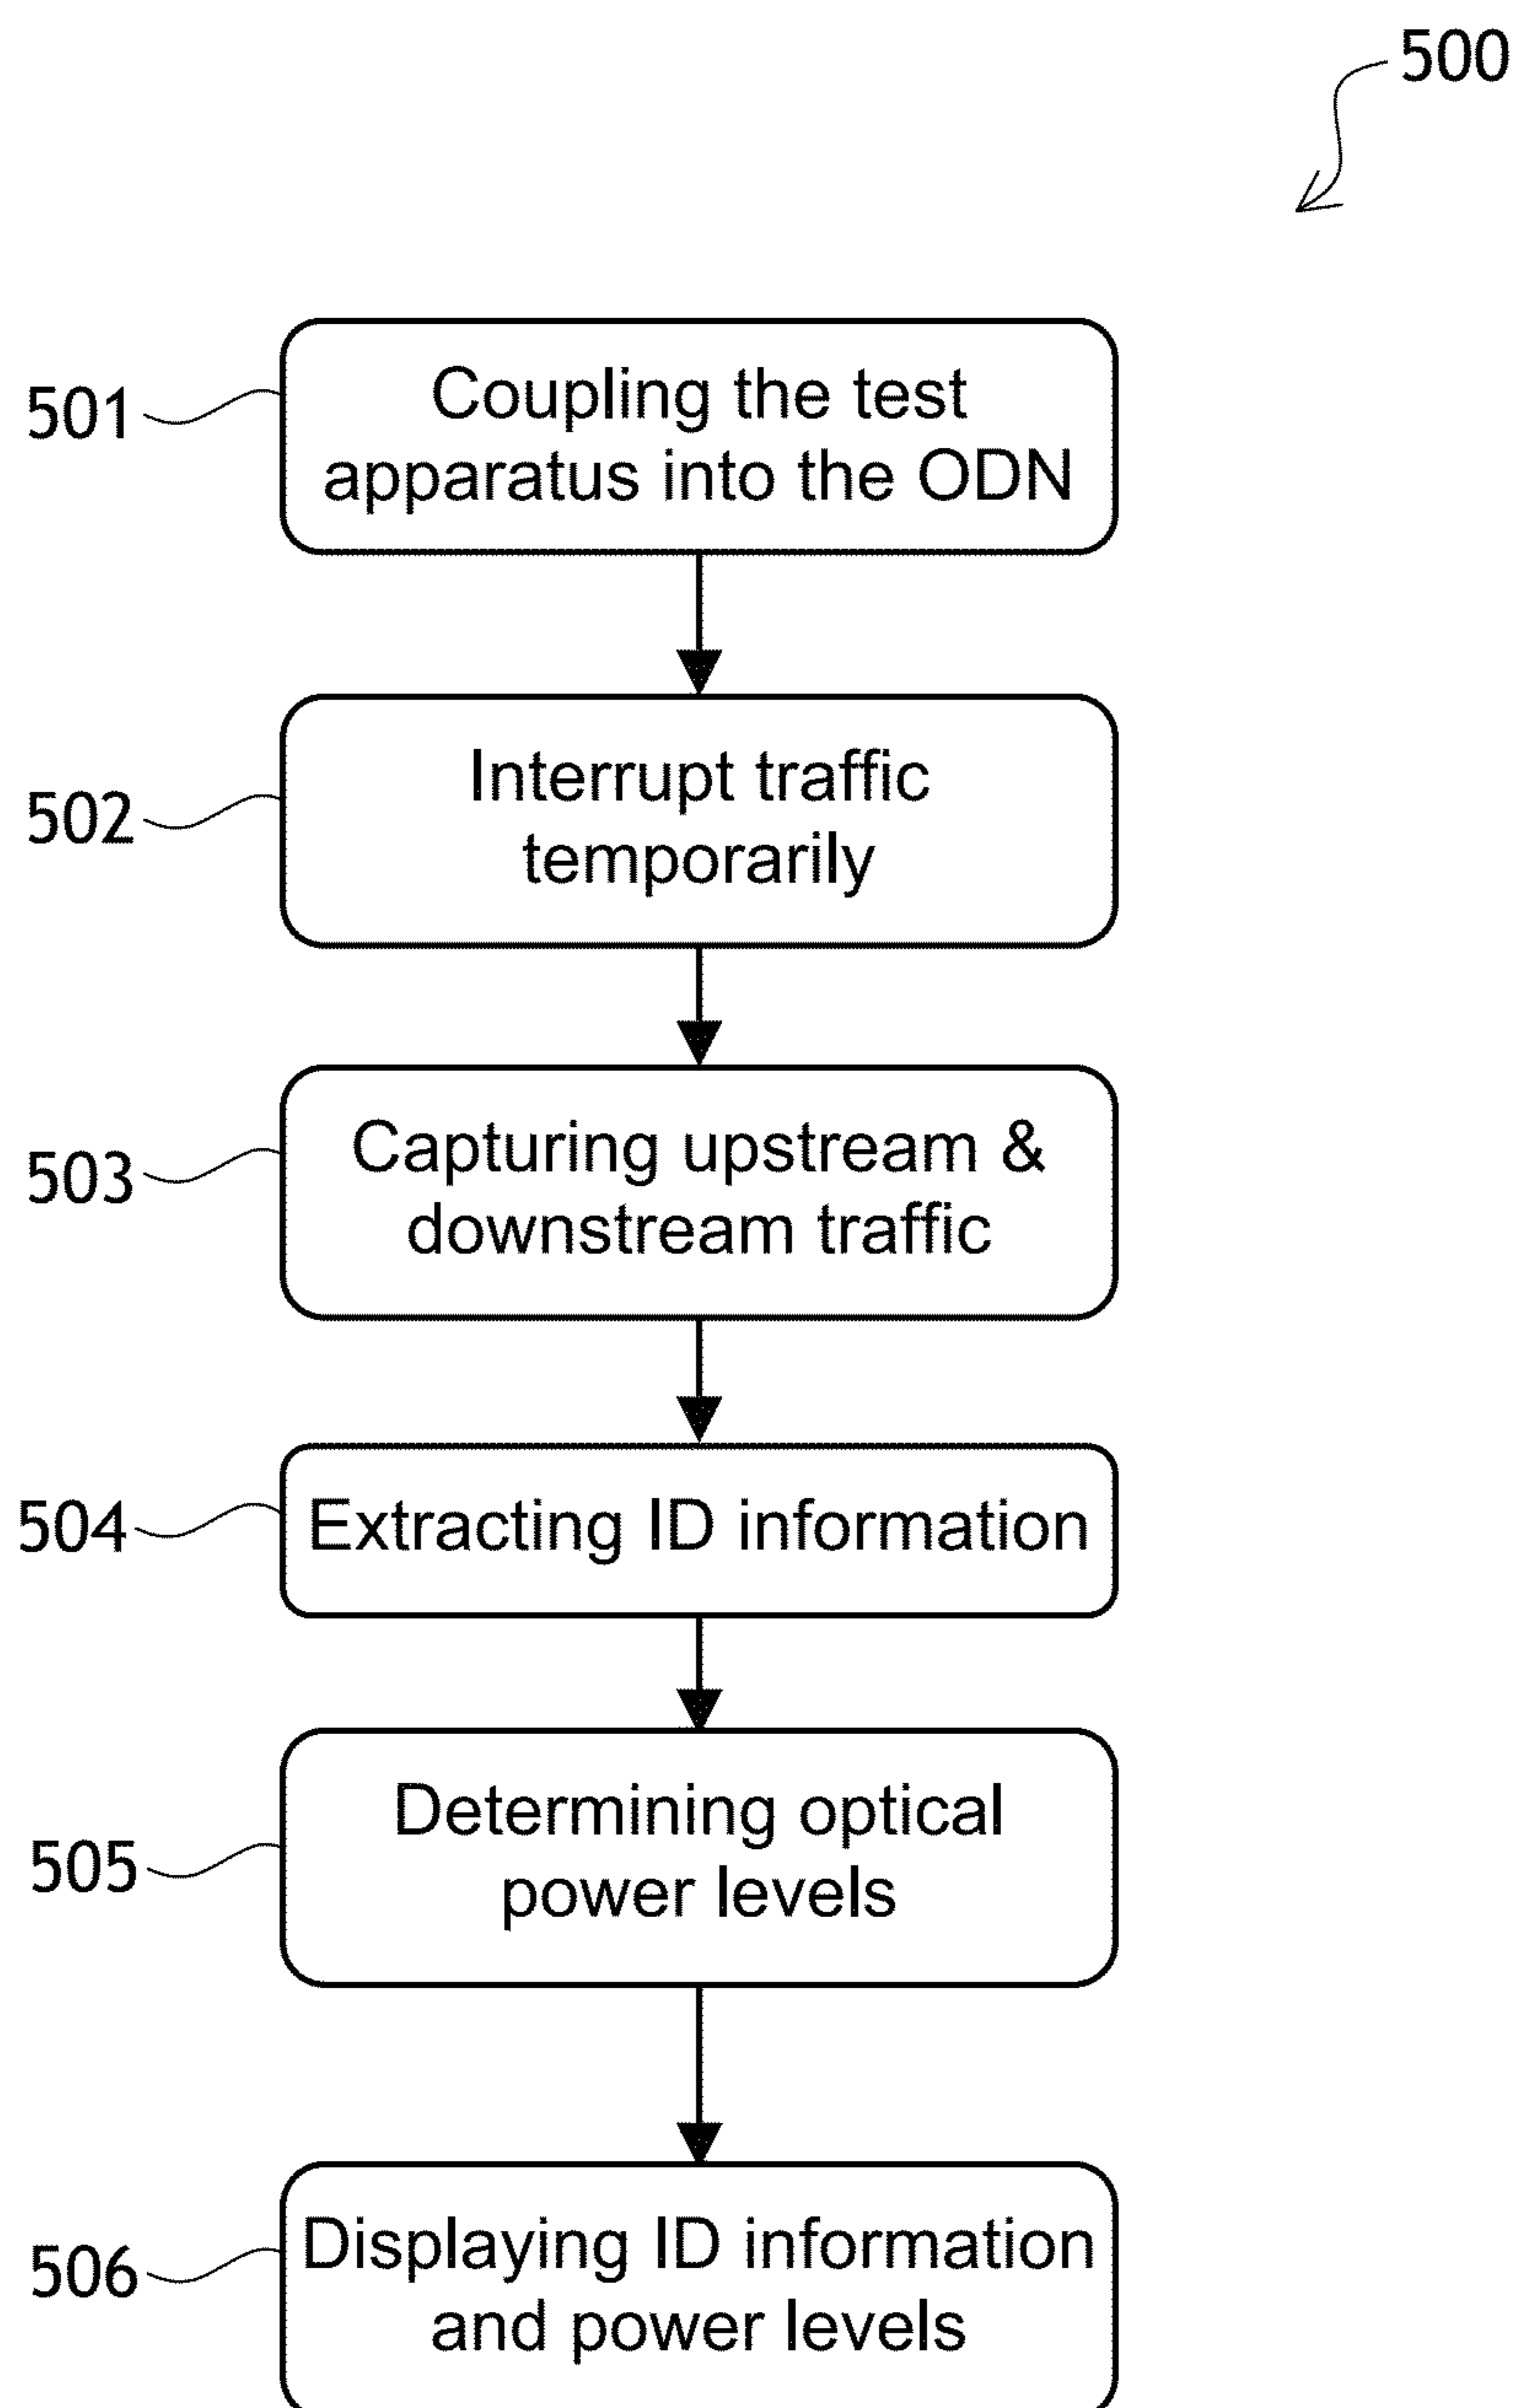 500
501
Coupling the test
apparatus into the ODN
502
Interrupt traffic
temporarily
503
Capturing upstream &
downstream traffic
504
Extracting ID information
505
Determining optical
power levels
506
Displaying ID information
and power levels